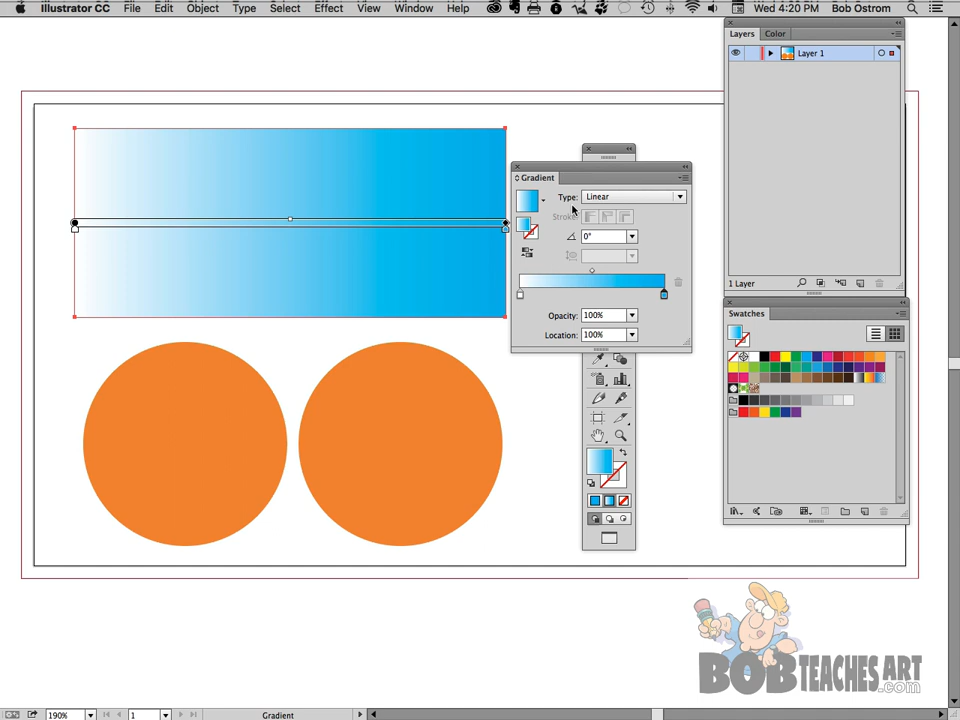 Illustrator CC File Edit Object Type Select Effect View Window Help Wed 4:20 PM Bob Ostrom
Layers Color
Layer 1
Gradient
Type: Linear
Stroke:
0°
Opacity: 100%
Location: 100%
1 Layer
Swatches
BOB TEACHES ART .com
190% 1 Gradient